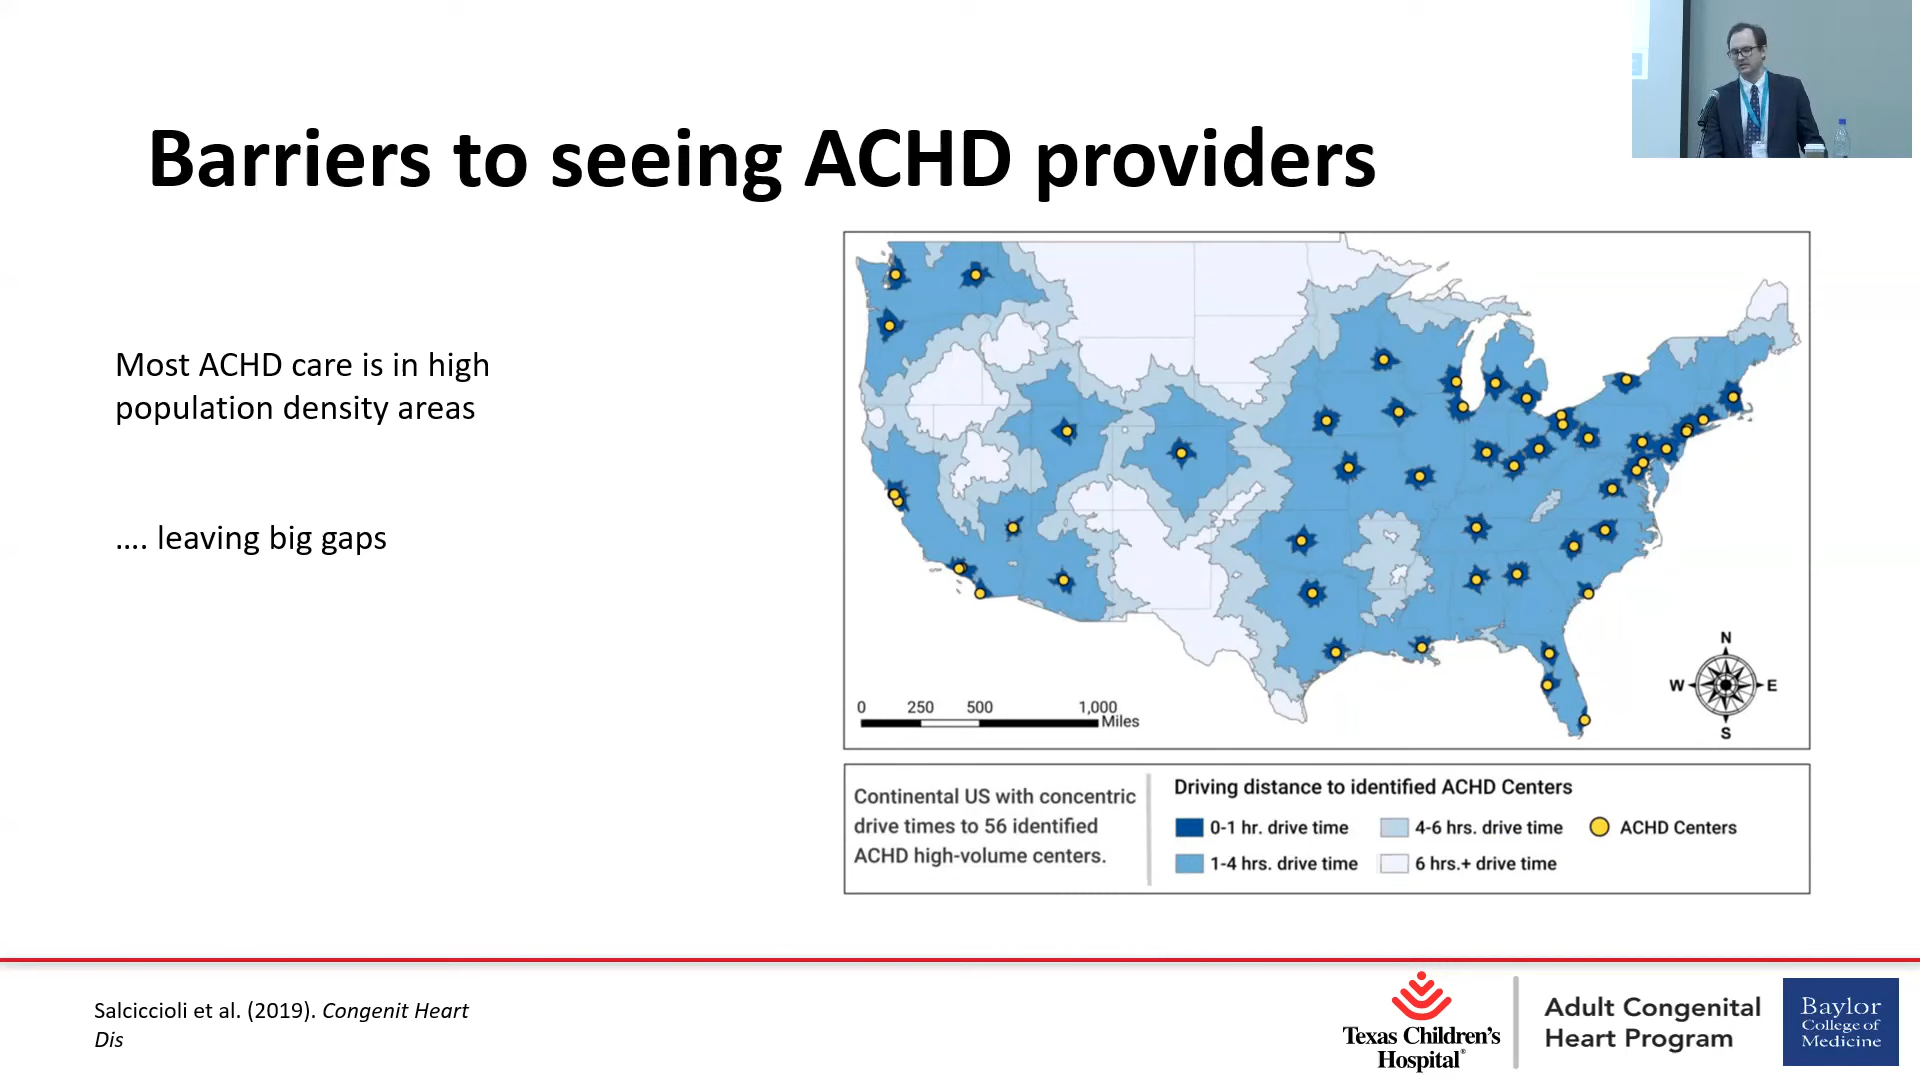 Barriers to seeing ACHD providers
Most ACHD care is in high
population density areas
.... leaving big gaps
N
W
E
S
0
250
500
1,000
Miles
Continental US with concentric
drive times to 56 identified
ACHD high-volume centers.
Driving distance to identified ACHD Centers
0-1 hr. drive time
4-6 hrs. drive time
ACHD Centers
1-4 hrs. drive time
6 hrs.+ drive time
Salciccioli et al. (2019). Congenit Heart
Dis
Texas Children's
Hospital®
Adult Congenital
Heart Program
Baylor
College of
Medicine